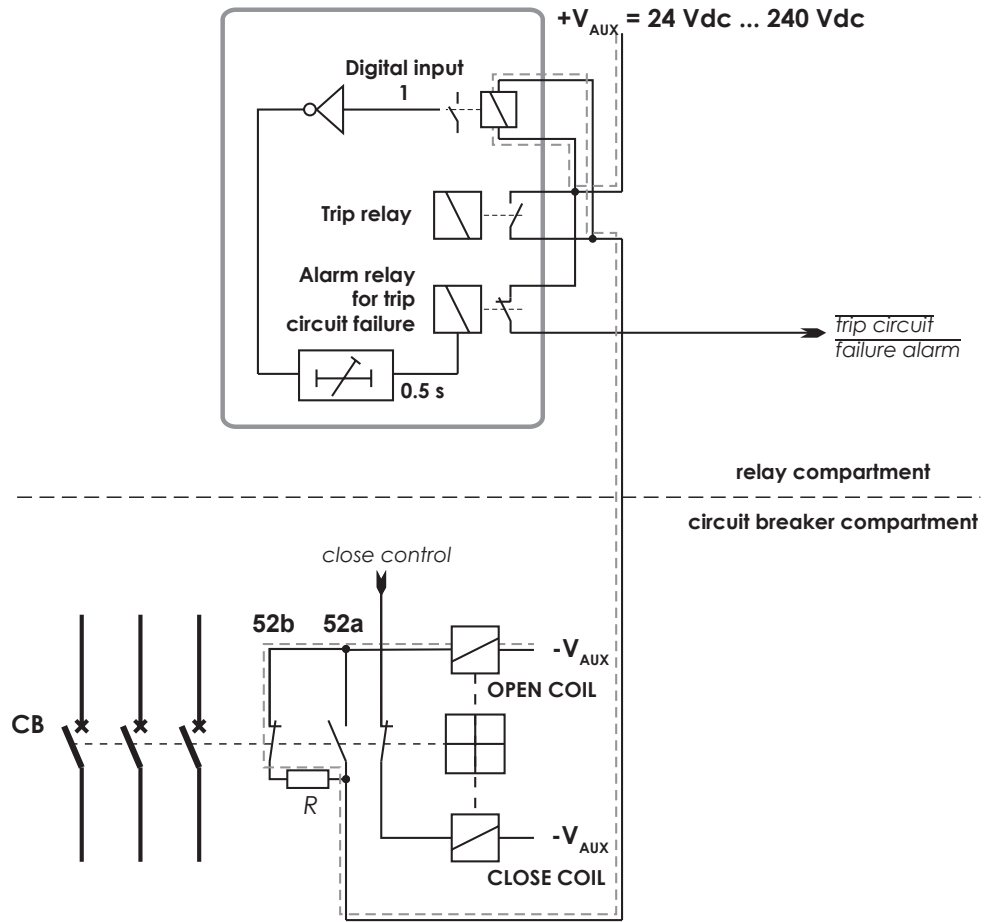 +VAUX = 24 Vdc ... 240 Vdc
Digital input
1
Trip relay
Alarm relay
for trip
circuit failure
0.5 s
trip circuit
failure alarm
relay compartment
circuit breaker compartment
close control
52b
52a
-VAUX
OPEN COIL
CB
R
-VAUX
CLOSE COIL